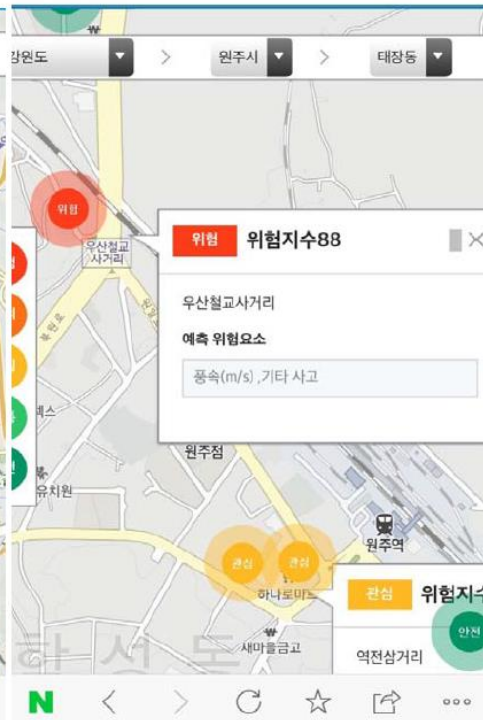 강원도 > 원주시 > 태장동
위험
위험 위험지수88
우산철교
사거리
우산철교사거리
예측 위험요소
풍속(m/s) ,기타 사고
북원로
원주점
유치원
관심
관심
원주역
하나로마트
관심 위험지수
새마을금고
안전
역전삼거리
N